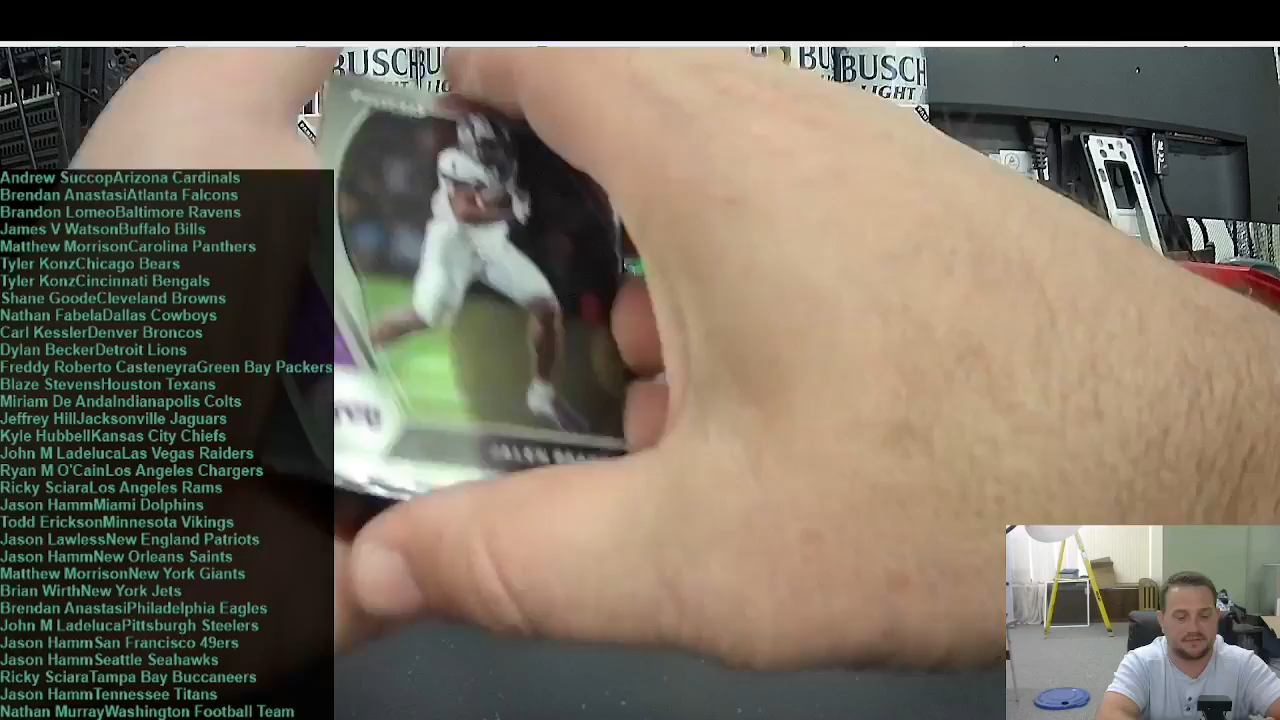 BUSCH BUSCH BUSCH
LIGHT LIGHT
Andrew SuccopArizona Cardinals
Brendan AnastasiAtlanta Falcons
Brandon LomeoBaltimore Ravens
James V WatsonBuffalo Bills
Matthew MorrisonCarolina Panthers
Tyler KonzChicago Bears
Tyler KonzCincinnati Bengals
Shane GoodeCleveland Browns
Nathan FabelaDallas Cowboys
Carl KesslerDenver Broncos
Dylan BeckerDetroit Lions
Freddy Roberto CasteneyraGreen Bay Packers
Blaze StevensHouston Texans
Miriam De AndaIndianapolis Colts
Jeffrey HillJacksonville Jaguars
Kyle HubbellKansas City Chiefs
John M LadelucaLas Vegas Raiders
Ryan M O'CainLos Angeles Chargers
Ricky SciaraLos Angeles Rams
Jason HammMiami Dolphins
Todd EricksonMinnesota Vikings
Jason LawlessNew England Patriots
Jason HammNew Orleans Saints
Matthew MorrisonNew York Giants
Brian WirthNew York Jets
Brendan AnastasiPhiladelphia Eagles
John M LadelucaPittsburgh Steelers
Jason HammSan Francisco 49ers
Jason HammSeattle Seahawks
Ricky SciaraTampa Bay Buccaneers
Jason HammTennessee Titans
Nathan MurrayWashington Football Team